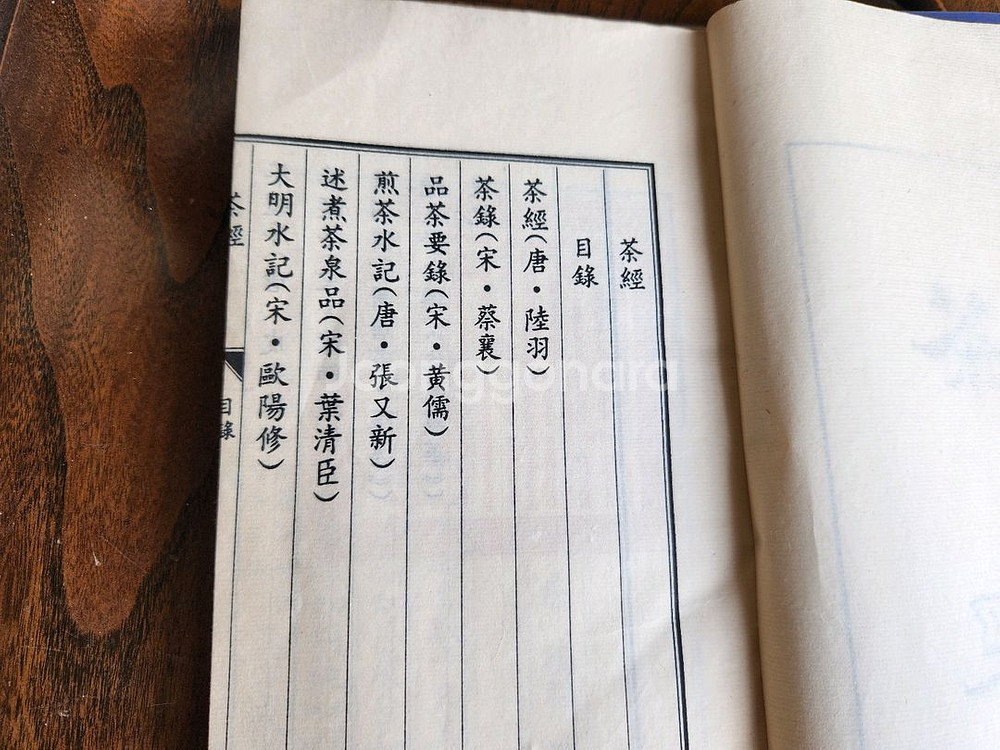 茶經
目錄
茶經(唐・陸羽)
茶錄(宋・蔡襄)
品茶要錄(宋・黃儒)
煎茶水記(唐・張又新)
述煮茶泉品(宋・葉清臣)
大明水記(宋・歐陽修)
茶經
目錄